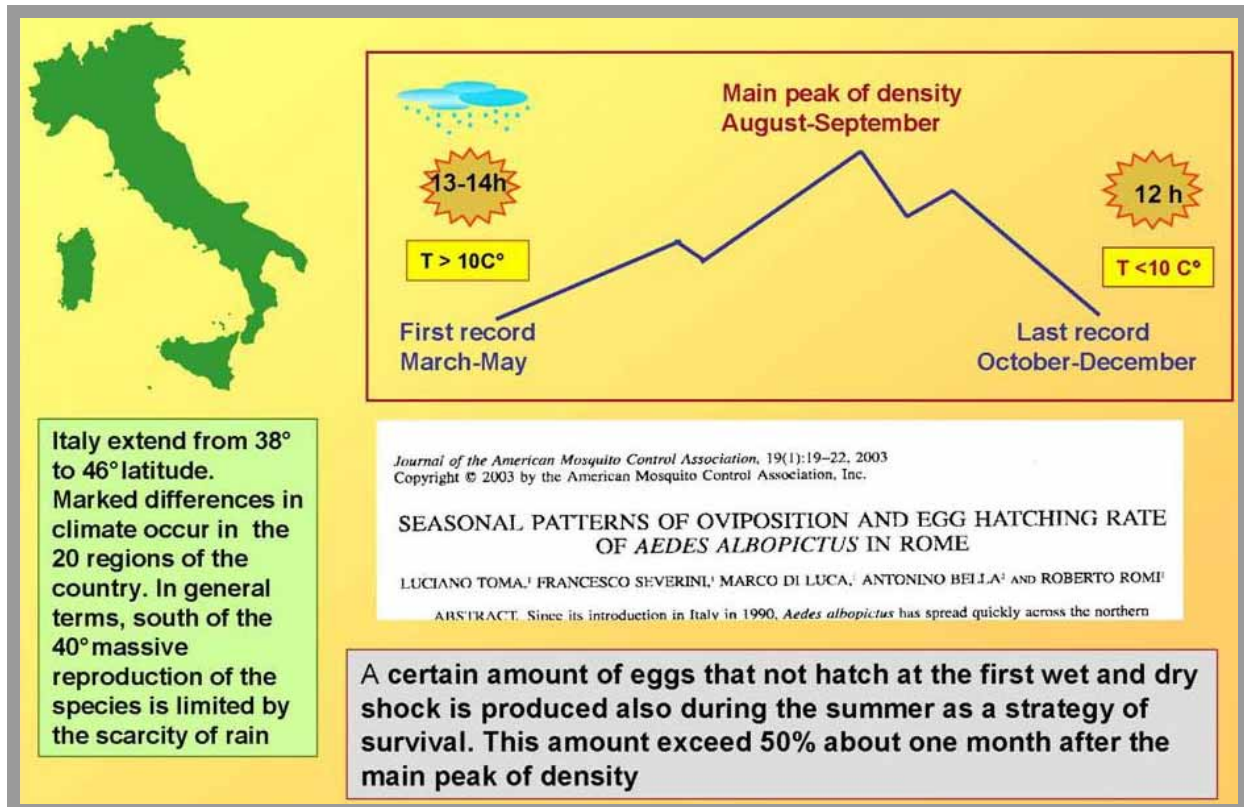 13-14h
T > 10C°
Main peak of density
August-September
12 h
T <10 C°
First record
March-May
Last record
October-December
Italy extend from 38°
to 46° latitude.
Marked differences in
climate occur in the
20 regions of the
country. In general
terms, south of the
40° massive
reproduction of the
species is limited by
the scarcity of rain
Journal of the American Mosquito Control Association, 19(1):19–22, 2003
Copyright © 2003 by the American Mosquito Control Association, Inc.
SEASONAL PATTERNS OF OVIPOSITION AND EGG HATCHING RATE
OF AEDES ALBOPICTUS IN ROME
LUCIANO TOMA,¹ FRANCESCO SEVERINI,¹ MARCO DI LUCA,¹ ANTONINO BELLA² AND ROBERTO ROMI¹
ABSTRACT. Since its introduction in Italy in 1990, Aedes albopictus has spread quickly across the northern
A certain amount of eggs that not hatch at the first wet and dry
shock is produced also during the summer as a strategy of
survival. This amount exceed 50% about one month after the
main peak of density